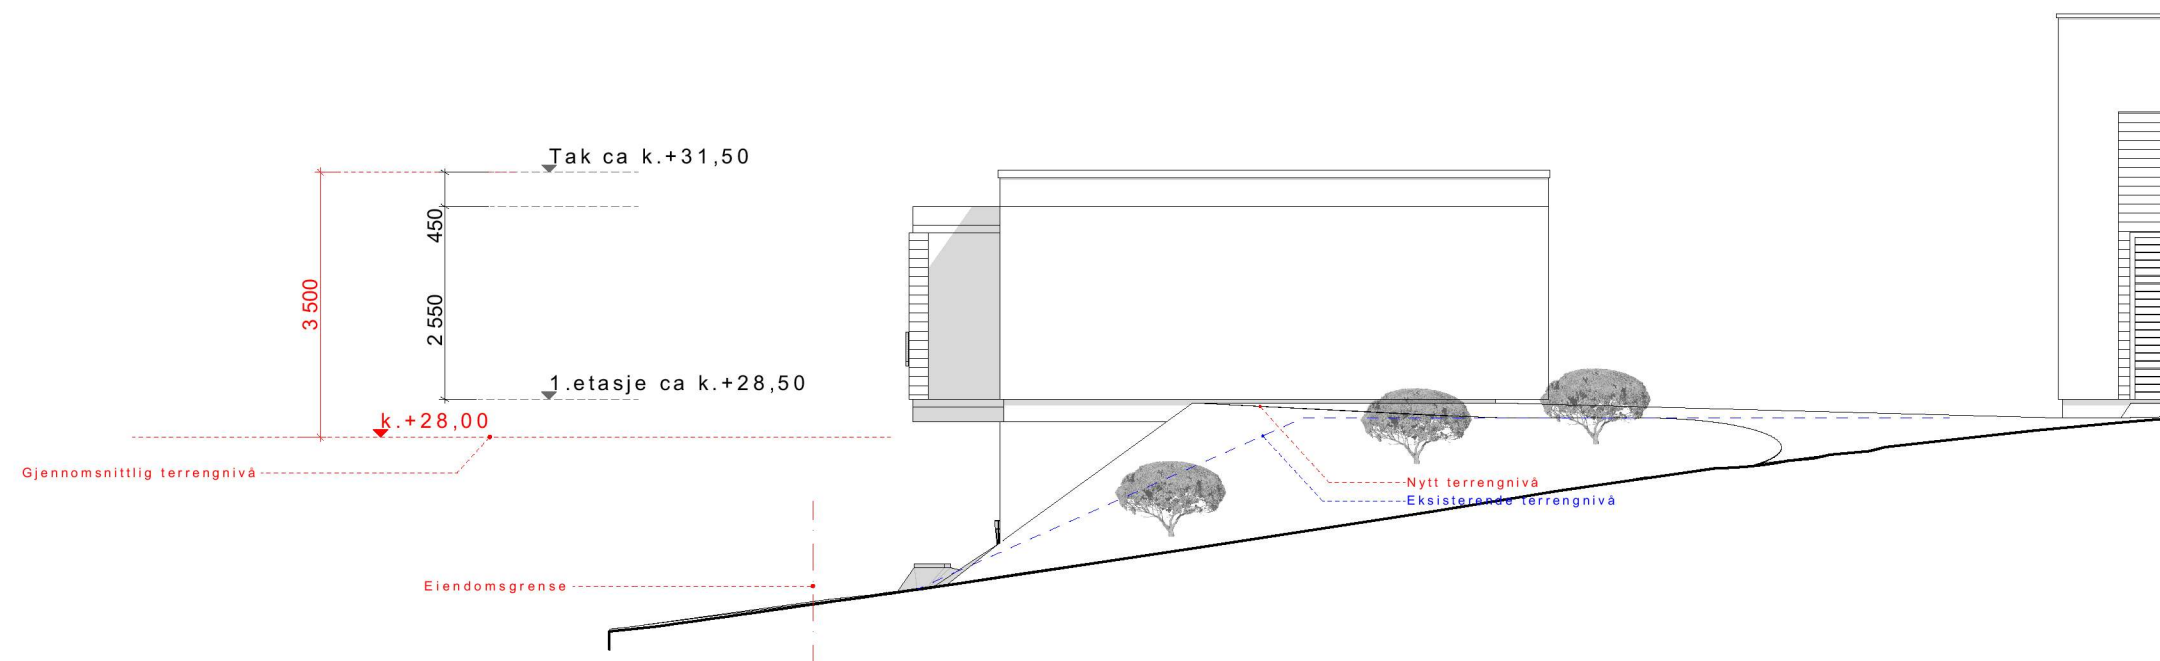 Tak ca k.+31,50
450
3 500
2 550
1.etasje ca k.+28,50
k.+28,00
Gjennomsnittlig terrengnivå
Nytt terrengnivå
Eksisterende terrengnivå
Eiendomsgrense